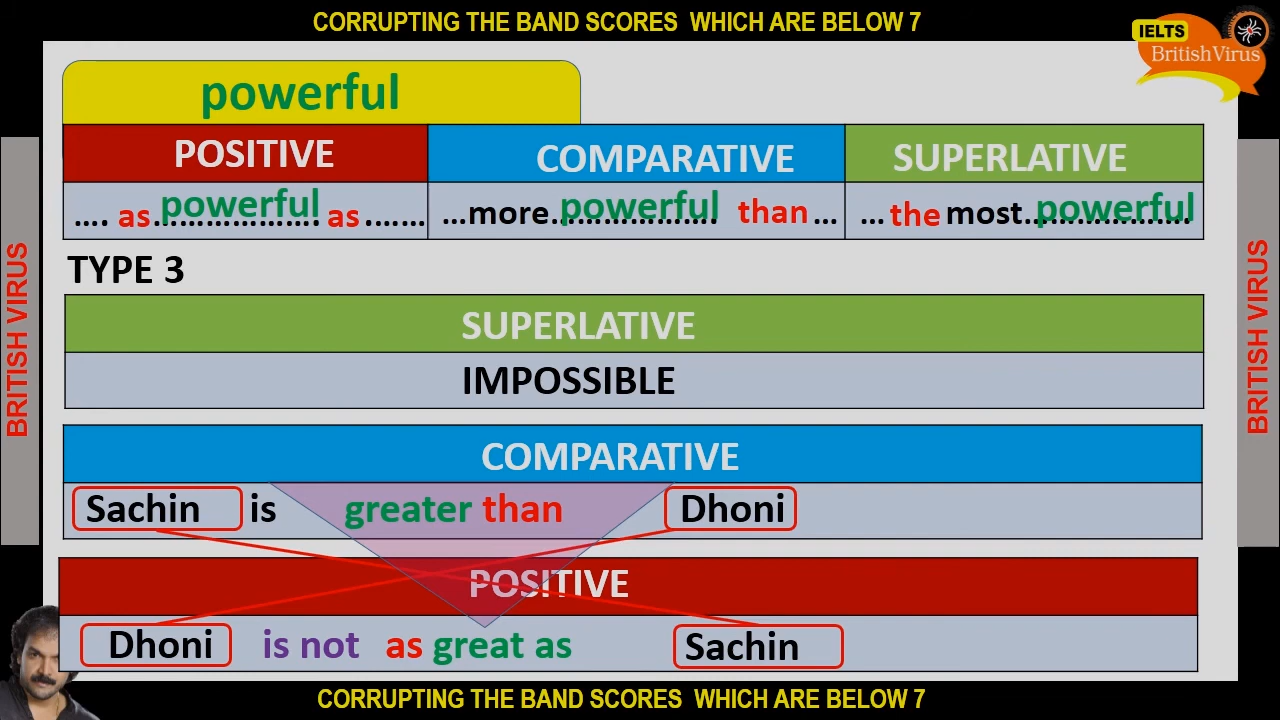 CORRUPTING THE BAND SCORES WHICH ARE BELOW 7
IELTS
BritishVirus
powerful
POSITIVE COMPARATIVE SUPERLATIVE
.... as powerful as ....... ...more powerful than ... ... the most powerful
TYPE 3
SUPERLATIVE
IMPOSSIBLE
COMPARATIVE
Sachin is greater than Dhoni
POSITIVE
Dhoni is not as great as Sachin
BRITISH VIRUS
BRITISH VIRUS
CORRUPTING THE BAND SCORES WHICH ARE BELOW 7